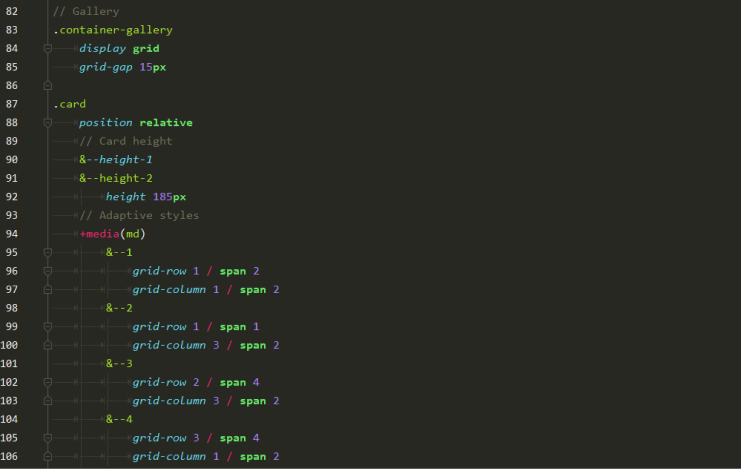 82 // Gallery
83 .container-gallery
84 display grid
85 grid-gap 15px
86
87 .card
88 position relative
89 // Card height
90 &--height-1
91 &--height-2
92 height 185px
93 // Adaptive styles
94 +media(md)
95 &--1
96 grid-row 1 / span 2
97 grid-column 1 / span 2
98 &--2
99 grid-row 1 / span 1
100 grid-column 3 / span 2
101 &--3
102 grid-row 2 / span 4
103 grid-column 3 / span 2
104 &--4
105 grid-row 3 / span 4
106 grid-column 1 / span 2